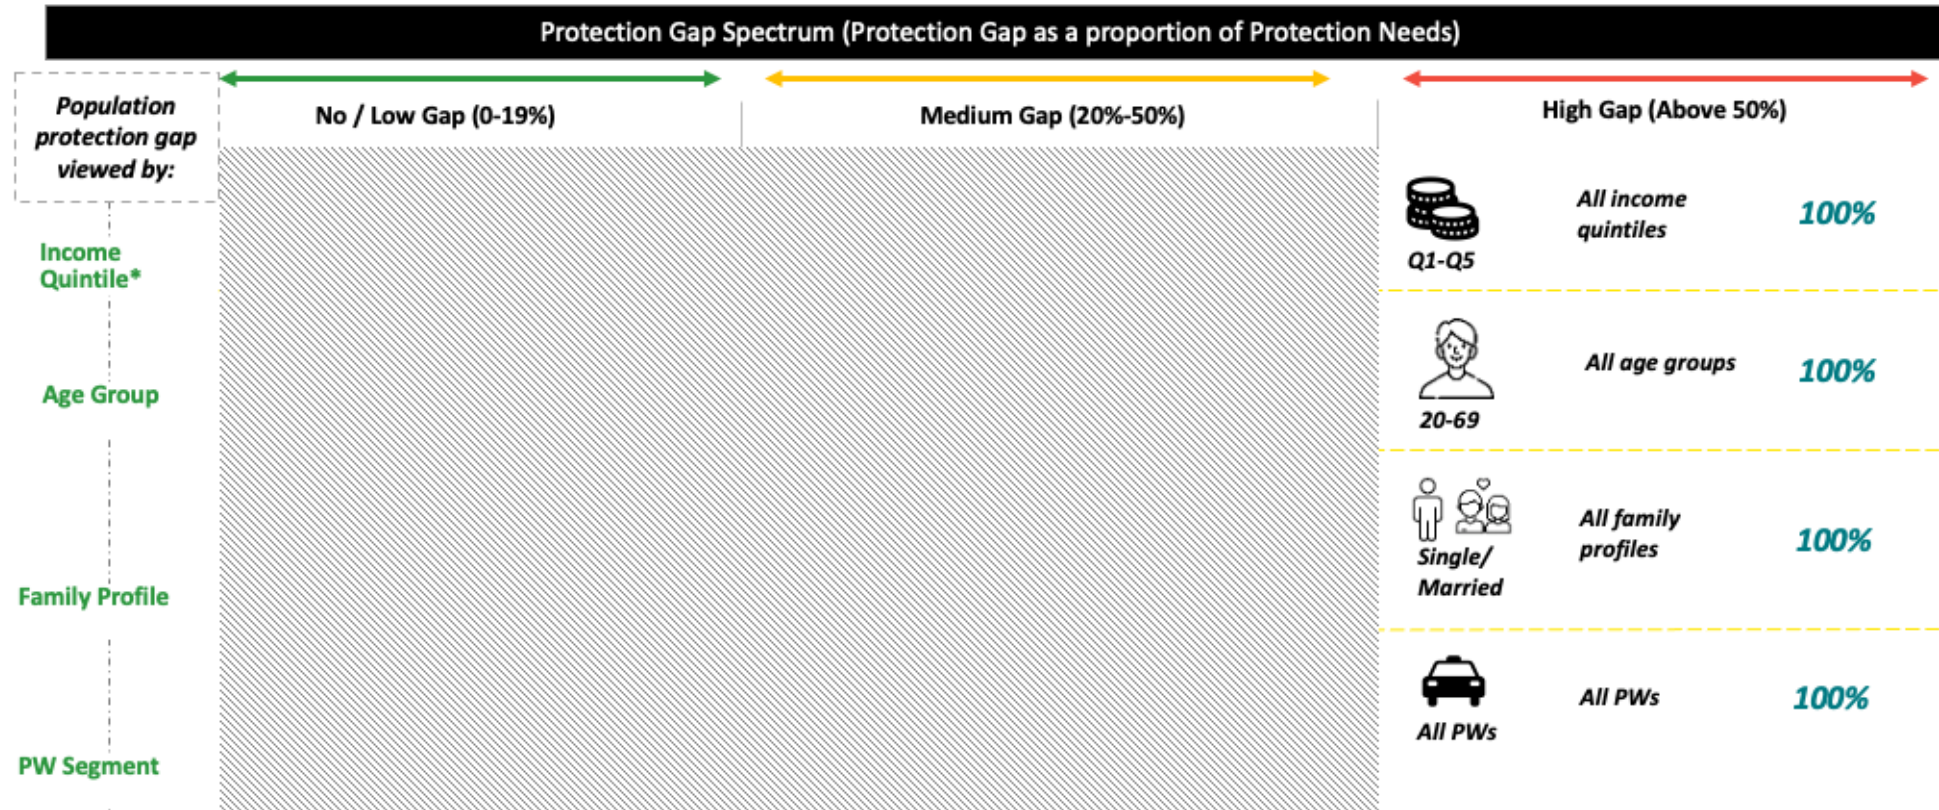 Protection Gap Spectrum (Protection Gap as a proportion of Protection Needs)
Population
protection gap
viewed by:
No / Low Gap (0-19%)
Medium Gap (20%-50%)
High Gap (Above 50%)
Income
Quintile*
Q1-Q5
All income
quintiles
100%
Age Group
20-69
All age groups
100%
Family Profile
Single/
Married
All family
profiles
100%
PW Segment
All PWs
All PWs
100%